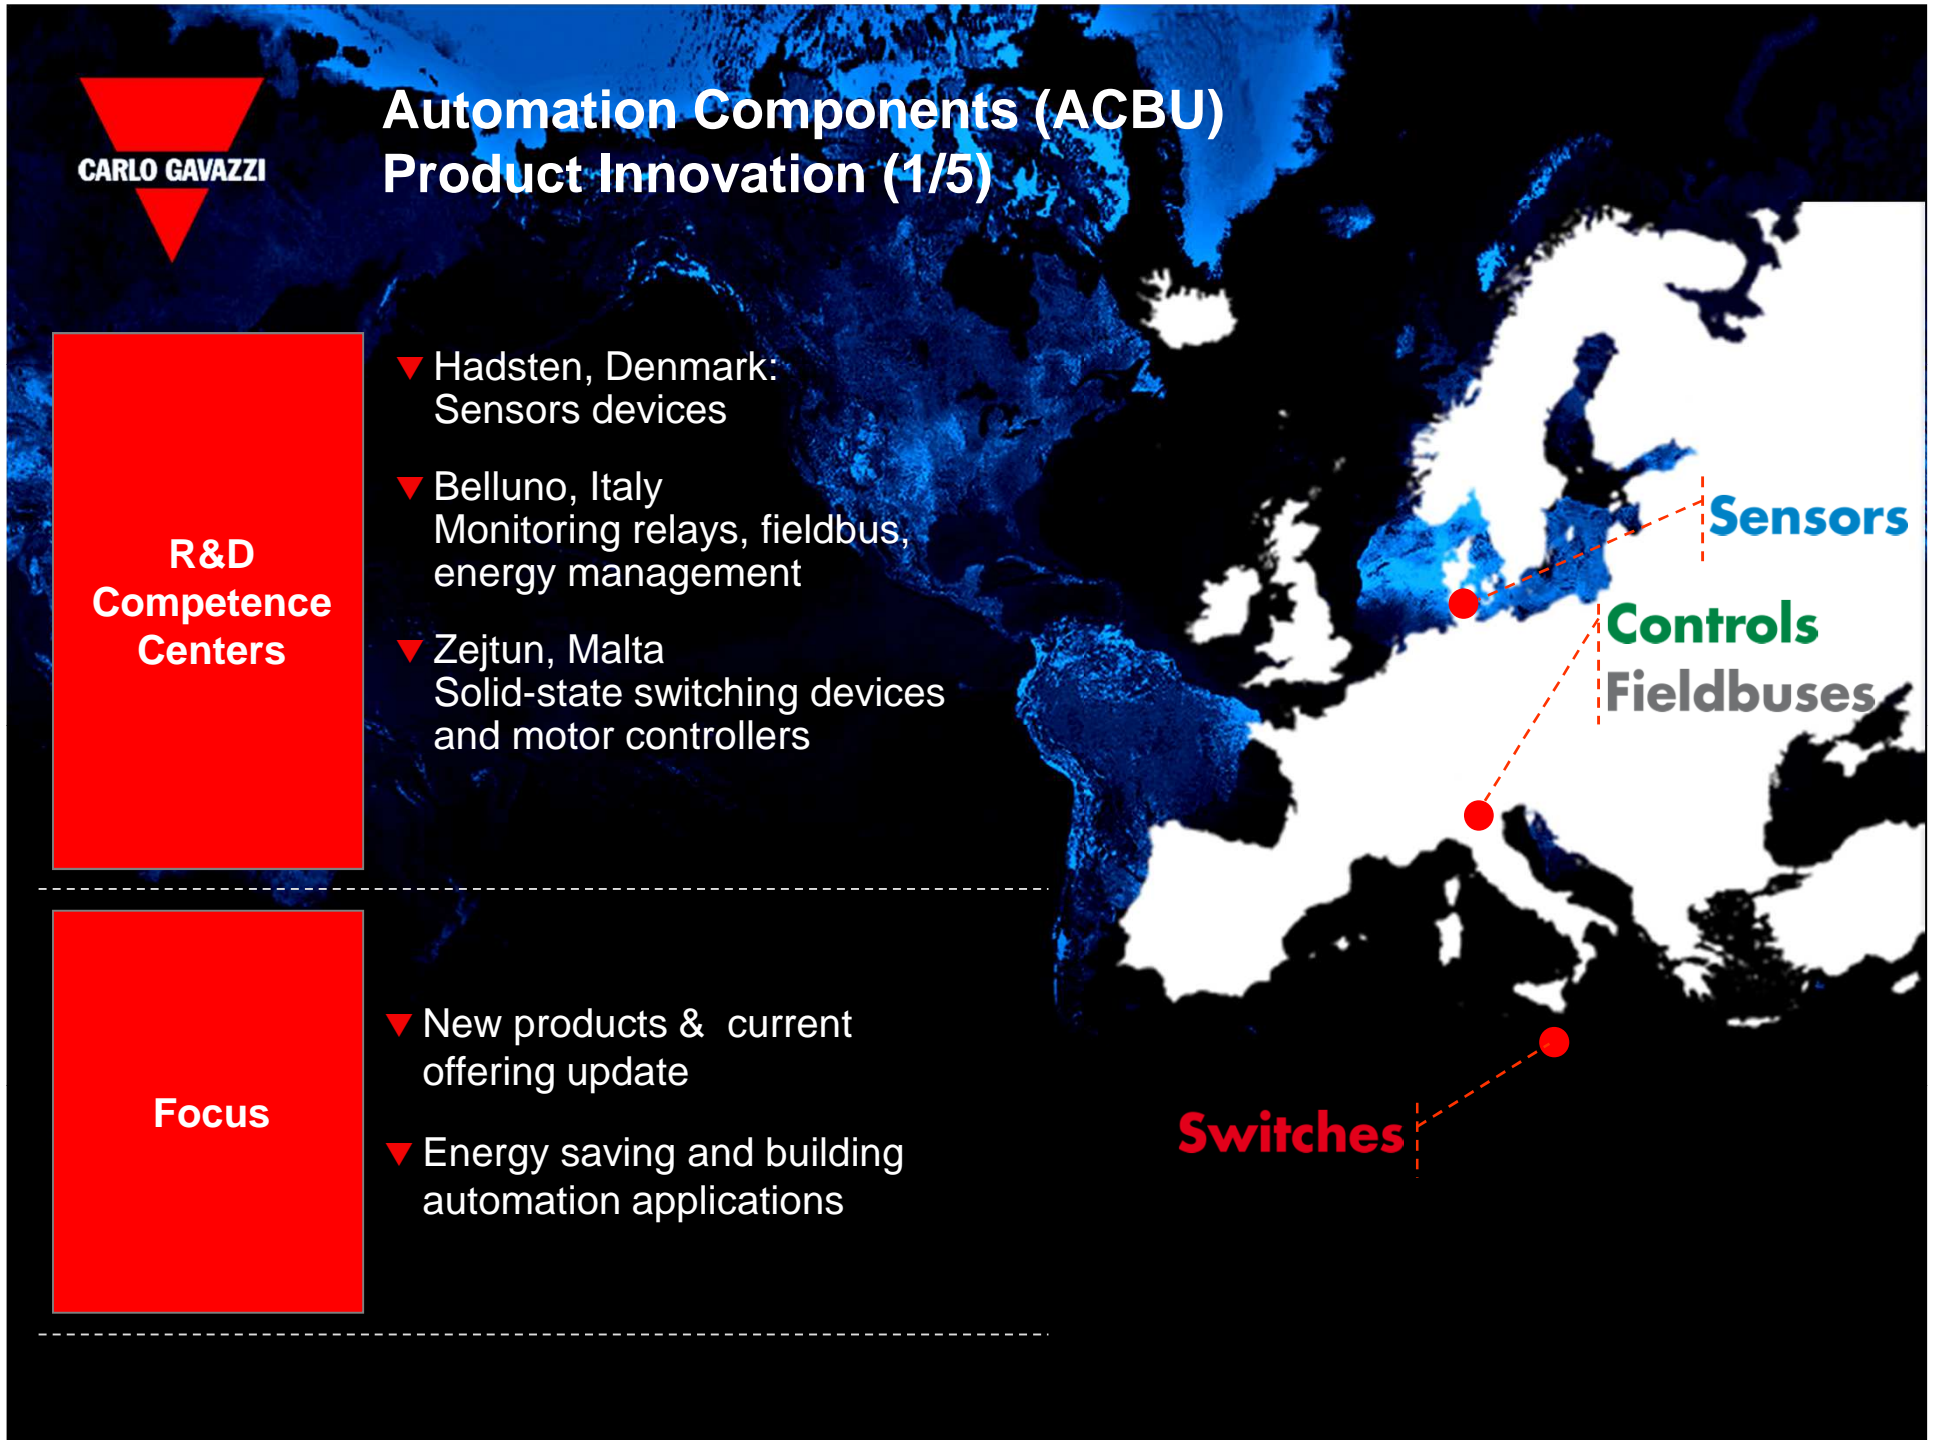 CARLO GAVAZZI
Automation Components (ACBU)
Product Innovation (1/5)
R&D
Competence
Centers
Hadsten, Denmark:
Sensors devices
Belluno, Italy
Monitoring relays, fieldbus,
energy management
Zejtun, Malta
Solid-state switching devices
and motor controllers
Sensors
Controls
Fieldbuses
Switches
Focus
New products & current
offering update
Energy saving and building
automation applications